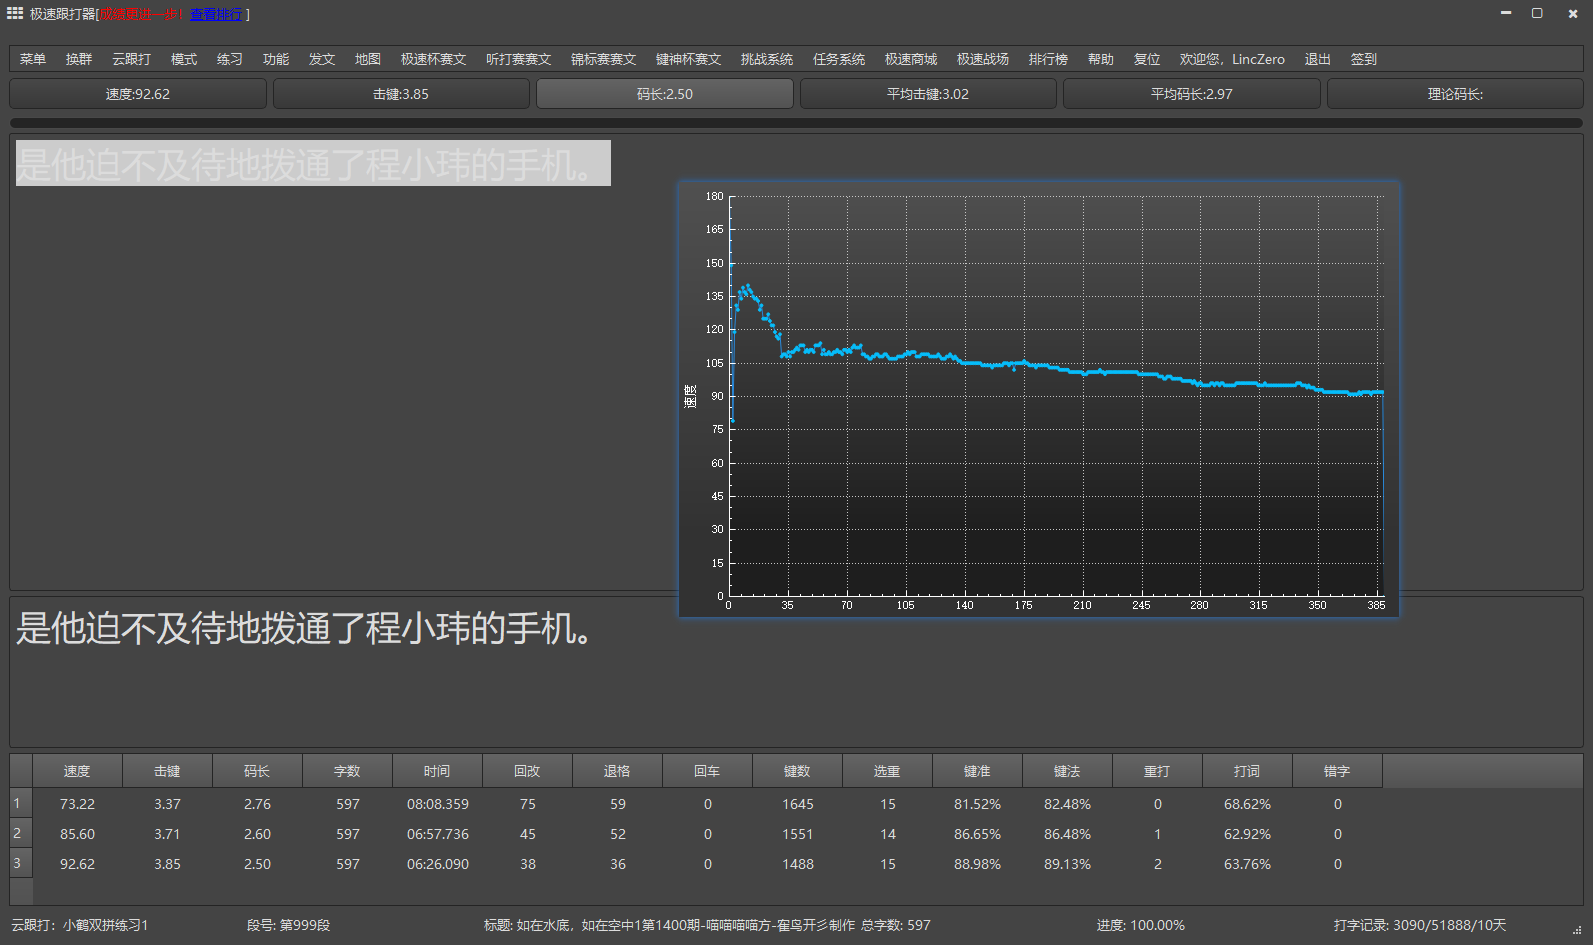 极速跟打器[成绩更进一步！查看排行 ]
菜单 换群 云跟打 模式 练习 功能 发文 地图 极速杯赛文 听打赛赛文 锦标赛赛文 键神杯赛文 挑战系统 任务系统 极速商城 极速战场 排行榜 帮助 复位 欢迎您，LincZero 退出 签到
速度:92.62 击键:3.85 码长:2.50 平均击键:3.02 平均码长:2.97 理论码长:
是他迫不及待地拨通了程小玮的手机。
180
165
150
135
120
105
90
75
60
45
30
15
0
速度
0 35 70 105 140 175 210 245 280 315 350 385
是他迫不及待地拨通了程小玮的手机。
速度 击键 码长 字数 时间 回改 退格 回车 键数 选重 键准 键法 重打 打词 错字
1 73.22 3.37 2.76 597 08:08.359 75 59 0 1645 15 81.52% 82.48% 0 68.62% 0
2 85.60 3.71 2.60 597 06:57.736 45 52 0 1551 14 86.65% 86.48% 1 62.92% 0
3 92.62 3.85 2.50 597 06:26.090 38 36 0 1488 15 88.98% 89.13% 2 63.76% 0
云跟打：小鹤双拼练习1 段号: 第999段 标题: 如在水底，如在空中1第1400期-喵喵喵喵方-寉鸟开彡制作 总字数: 597 进度: 100.00% 打字记录: 3090/51888/10天